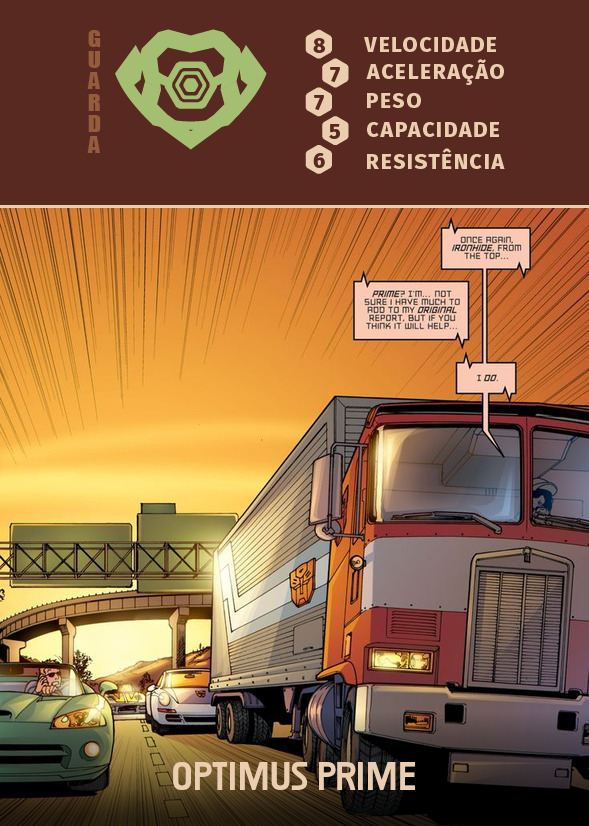 GUARDA
8 VELOCIDADE
7 ACELERAÇÃO
7 PESO
5 CAPACIDADE
6 RESISTÊNCIA
ONCE AGAIN,
IRONHIDE, FROM
THE TOP...
PRIME? I'M... NOT
SURE I HAVE MUCH TO
ADD TO MY ORIGINAL
REPORT, BUT IF YOU
THINK IT WILL HELP...
I DO.
OPTIMUS PRIME